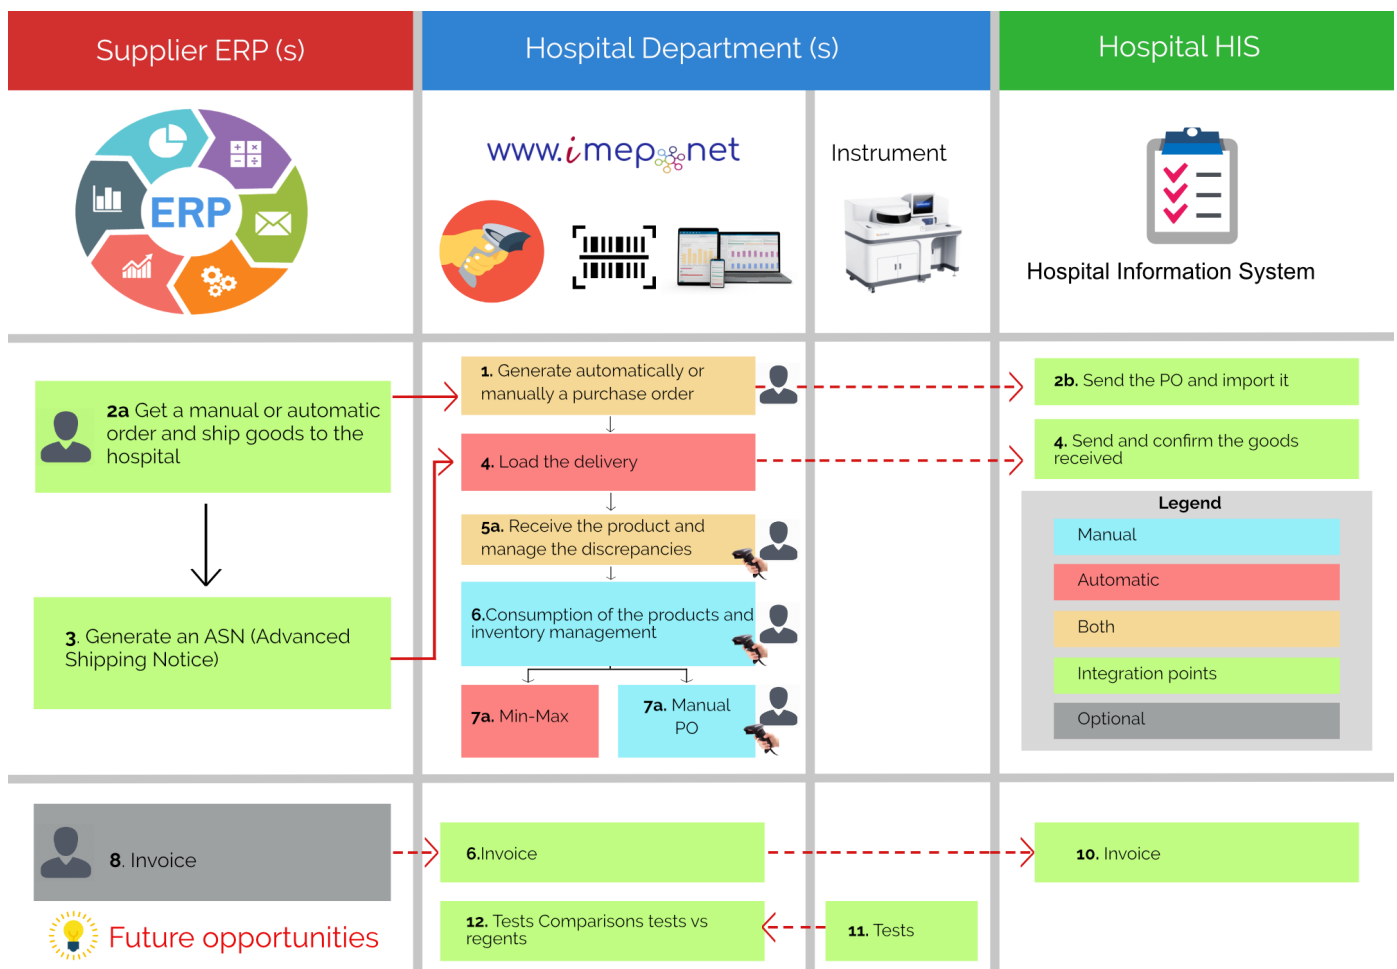 Supplier ERP (s)
Hospital Department (s)
Hospital HIS
ERP
www.imep net
Instrument
Hospital Information System
2a Get a manual or automatic
order and ship goods to the
hospital
3. Generate an ASN (Advanced
Shipping Notice)
1. Generate automatically or
manually a purchase order
4. Load the delivery
5a. Receive the product and
manage the discrepancies
6.Consumption of the products and
inventory management
7a. Min-Max
7a. Manual
PO
2b. Send the PO and import it
4. Send and confirm the goods
received
Legend
Manual
Automatic
Both
Integration points
Optional
8. Invoice
6.Invoice
10. Invoice
Future opportunities
12. Tests Comparisons tests vs
regents
11. Tests